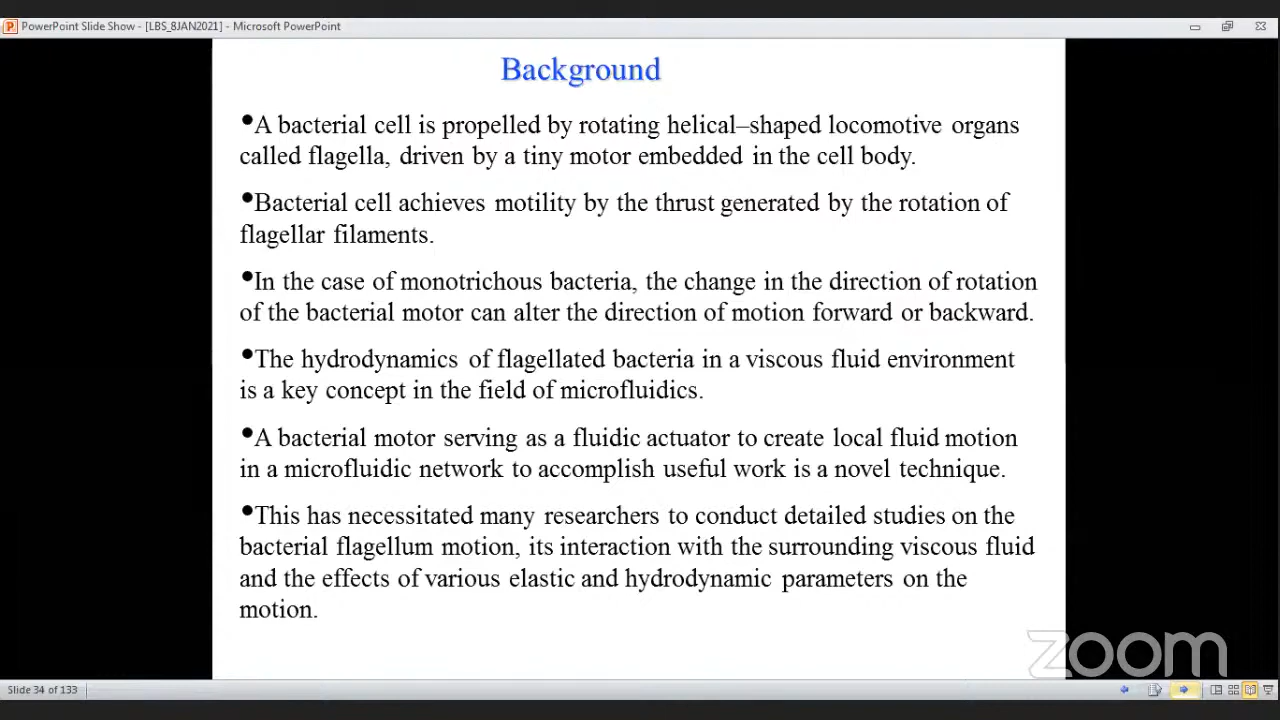 PowerPoint Slide Show - [LBS_8JAN2021] - Microsoft PowerPoint
Background
•A bacterial cell is propelled by rotating helical–shaped locomotive organs
called flagella, driven by a tiny motor embedded in the cell body.
•Bacterial cell achieves motility by the thrust generated by the rotation of
flagellar filaments.
•In the case of monotrichous bacteria, the change in the direction of rotation
of the bacterial motor can alter the direction of motion forward or backward.
•The hydrodynamics of flagellated bacteria in a viscous fluid environment
is a key concept in the field of microfluidics.
•A bacterial motor serving as a fluidic actuator to create local fluid motion
in a microfluidic network to accomplish useful work is a novel technique.
•This has necessitated many researchers to conduct detailed studies on the
bacterial flagellum motion, its interaction with the surrounding viscous fluid
and the effects of various elastic and hydrodynamic parameters on the
motion.
zoom
Slide 34 of 133